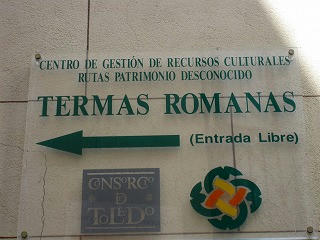 CENTRO DE GESTIÓN DE RECURSOS CULTURALES
RUTAS PATRIMONIO DESCONOCIDO
TERMAS ROMANAS
(Entrada Libre)
CONSORCIO
DE
TOLEDO